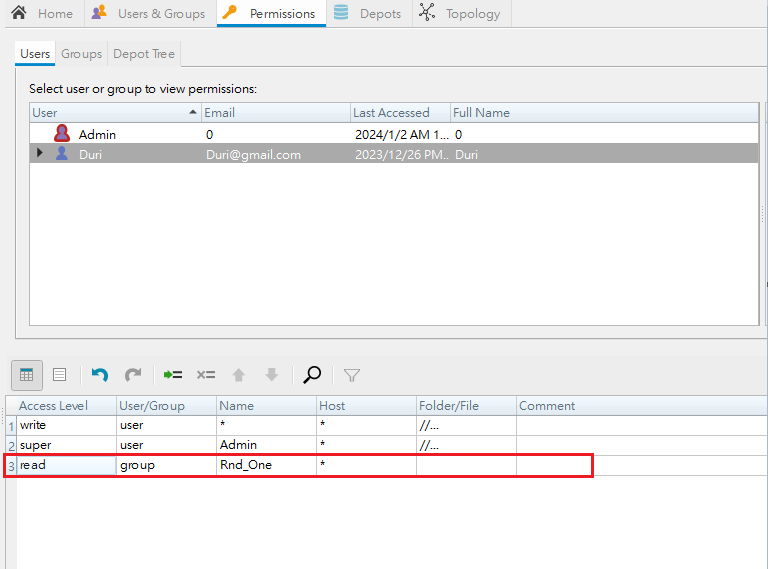 Home Users & Groups Permissions Depots Topology
Users Groups Depot Tree
Select user or group to view permissions:
User Email Last Accessed Full Name
Admin 0 2024/1/2 AM 1... 0
Duri Duri@gmail.com 2023/12/26 PM... Duri
Access Level User/Group Name Host Folder/File Comment
1 write user * * //...
2 super user Admin * //...
3 read group Rnd_One *